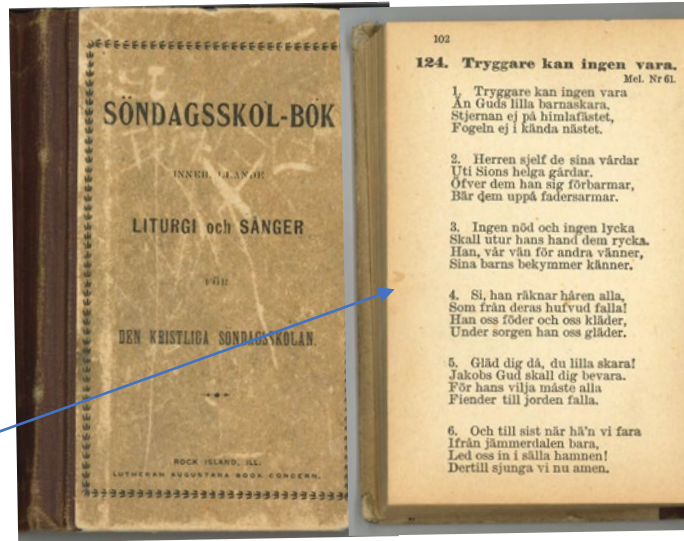 SÖNDAGSSKOL-BOK
LITURGI och SÅNGER
FÖR
DEN KRISTLIGA SÖNDAGSSKOLAN.
ROCK ISLAND, ILL.
LUTHERAN AUGUSTANA BOOK CONCERN.
102
124. Tryggare kan ingen vara.
Mel. Nr 61.
1. Tryggare kan ingen vara
Än Guds lilla barnaskara,
Stjernan ej på himlafästet,
Fogeln ej i kända nästet.
2. Herren sjelf de sina vårdar
Uti Sions helga gårdar.
Öfver dem han sig förbarmar,
Bär dem uppå fadersarmar.
3. Ingen nöd och ingen lycka
Skall utur hans hand dem rycka.
Han, vår vän för andra vänner,
Sina barns bekymmer känner.
4. Si, han räknar håren alla,
Som från deras hufvud falla!
Han oss föder och oss kläder,
Under sorgen han oss gläder.
5. Gläd dig då, du lilla skara!
Jakobs Gud skall dig bevara.
För hans vilja måste alla
Fiender till jorden falla.
6. Och till sist när hä'n vi fara
Ifrån jämmerdalen bara,
Led oss in i sälla hamnen!
Dertill sjunga vi nu amen.